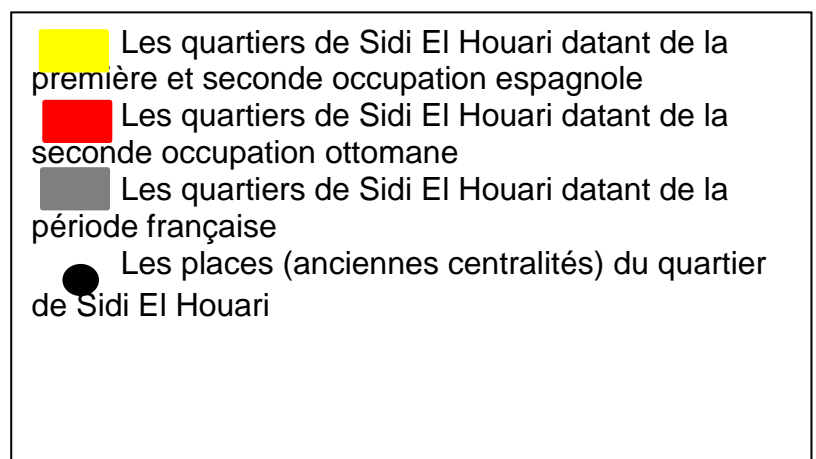 Les quartiers de Sidi El Houari datant de la
première et seconde occupation espagnole
Les quartiers de Sidi El Houari datant de la
seconde occupation ottomane
Les quartiers de Sidi El Houari datant de la
période française
Les places (anciennes centralités) du quartier
de Sidi El Houari